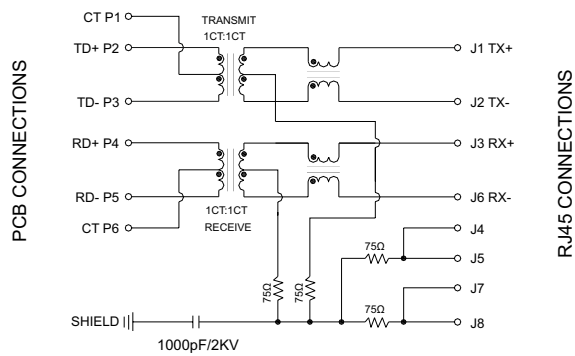 CT P1
TRANSMIT
1CT:1CT
TD+ P2
J1 TX+
TD- P3
J2 TX-
RD+ P4
J3 RX+
RD- P5
J6 RX-
1CT:1CT
RECEIVE
CT P6
J4
75Ω
J5
75Ω
75Ω
J7
75Ω
SHIELD
J8
1000pF/2KV
PCB CONNECTIONS
RJ45 CONNECTIONS